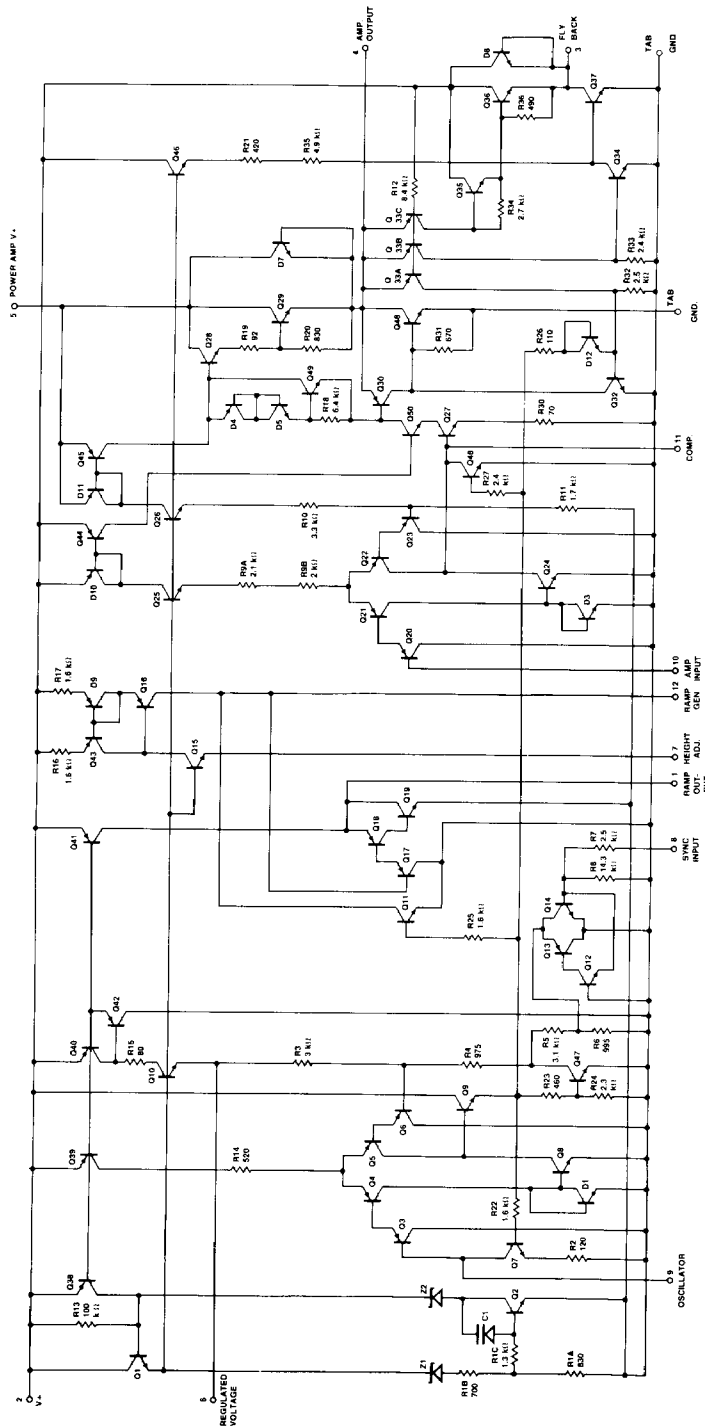 5 POWER AMP V+
2
V+
6
REGULATED
VOLTAGE
4
AMP
OUTPUT
FLY
BACK
3
TAB
GND
R13
100
kΩ
Q1
Q38
Q39
Q40
Q41
Q42
R15
80
Q10
R16
1.6 kΩ
R17
1.6 kΩ
Q43
D9
Q16
Q15
D10
Q44
D11
Q45
Q25
Q26
Q28
R19
92
Q29
R20
830
D7
D4
D5
Q49
R18
6.4 kΩ
Q46
R21
420
R35
4.9 kΩ
D8
Q36
R36
490
Q37
Q35
R34
2.7 kΩ
Q34
R12
8.4 kΩ
Q
33C
Q
33B
Q
33A
R33
2.4 kΩ
R32
2.5
kΩ
Q30
Q48
R31
670
R26
110
D12
Q32
Q50
Q27
R30
70
Q48
R27
2.4
kΩ
R10
3.3 kΩ
R11
1.7 kΩ
R9A
2.1 kΩ
R9B
2 kΩ
Q22
Q23
Q21
Q20
Q24
D3
Q18
Q19
Q17
Q11
R25
1.6 kΩ
Q14
Q13
Q12
R7
2.5
kΩ
R8
14.3
kΩ
R3
3 kΩ
R4
975
R5
3.1 kΩ
R6
995
Q47
R23
460
R24
2.3
kΩ
R14
520
Q5
Q6
Q9
Q4
Q3
Q8
D1
R22
1.6 kΩ
Q7
R2
120
Z2
C1
Q2
R1C
1.3 kΩ
Z1
R1B
700
R1A
830
9
OSCILLATOR
8
SYNC
INPUT
1
RAMP
OUT-
7
HEIGHT
ADJ.
12
RAMP
GEN
10
AMP
INPUT
11
COMP.
TAB
GND.